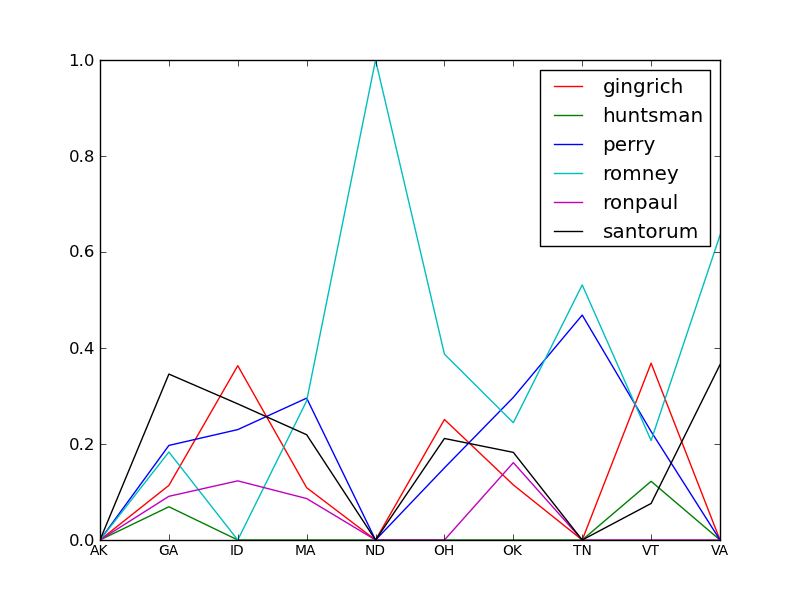 1.0
0.8
0.6
0.4
0.2
0.0
gingrich
huntsman
perry
romney
ronpaul
santorum
AK GA ID MA ND OH OK TN VT VA